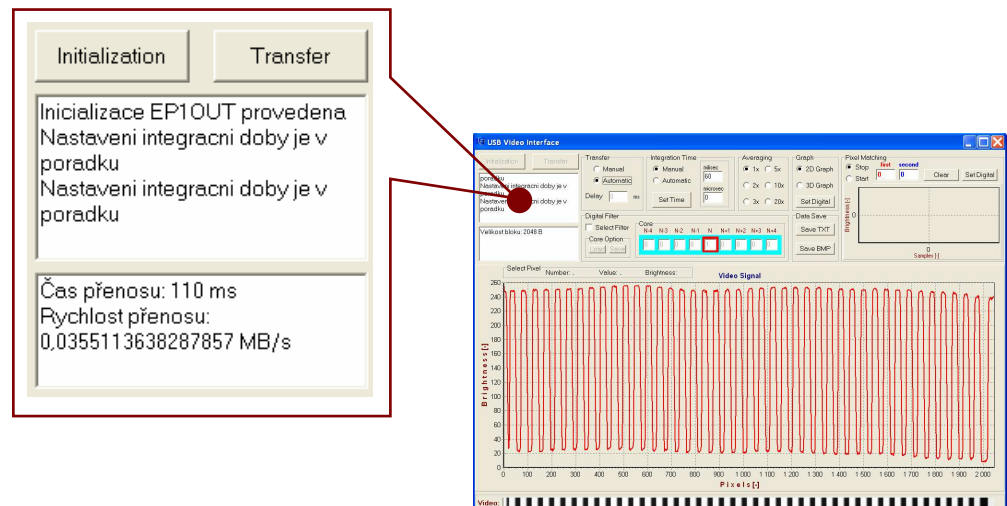 Initialization
Transfer
Inicializace EP1OUT provedena
Nastaveni integracni doby je v
poradku
Nastaveni integracni doby je v
poradku
Čas přenosu: 110 ms
Rychlost přenosu:
0,0355113638287857 MB/s
USB Video Interface
Initialization
Transfer
poradku
Nastaveni integracni doby je v
poradku
Nastaveni integracni doby je v
poradku
Velikost bloku: 2048 B
Transfer
Manual
Automatic
Delay
ms
Integration Time
Manual
Automatic
milisec
60
microsec
0
Set Time
Averaging
1x
5x
2x
10x
3x
20x
Graph
2D Graph
3D Graph
Set Digital
Pixel Matching
Stop
Start
first
second
0
0
Clear
Set Digital
Brightness [-]
0
0
Samples [-]
Digital Filter
Select Filter
Core Option
Load
Save
Core
N-4 N-3 N-2 N-1 N N+1 N+2 N+3 N+4
Data Save
Save TXT
Save BMP
Select Pixel
Number: .
Value: .
Brightness:
Video Signal
Brightness [-]
260
240
220
200
180
160
140
120
100
80
60
40
20
0
0 100 200 300 400 500 600 700 800 900 1 000 1 100 1 200 1 300 1 400 1 500 1 600 1 700 1 800 1 900 2 000
Pixels [-]
Video: